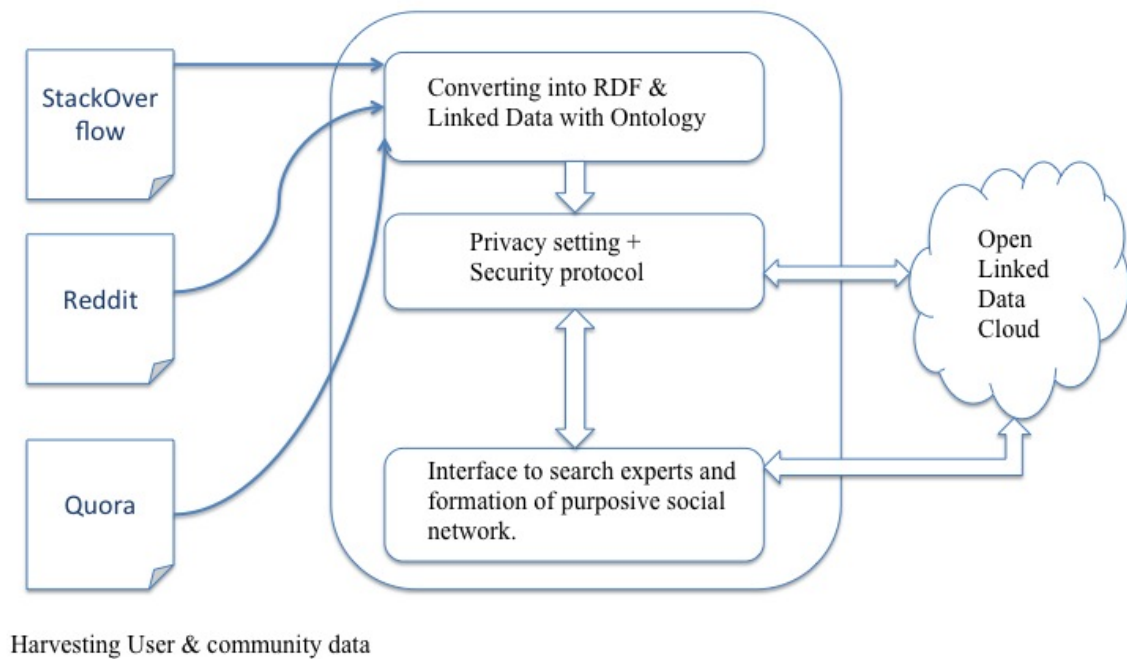 StackOver
flow
Reddit
Quora
Converting into RDF &
Linked Data with Ontology
Privacy setting +
Security protocol
Interface to search experts and
formation of purposive social
network.
Open
Linked
Data
Cloud
Harvesting User & community data